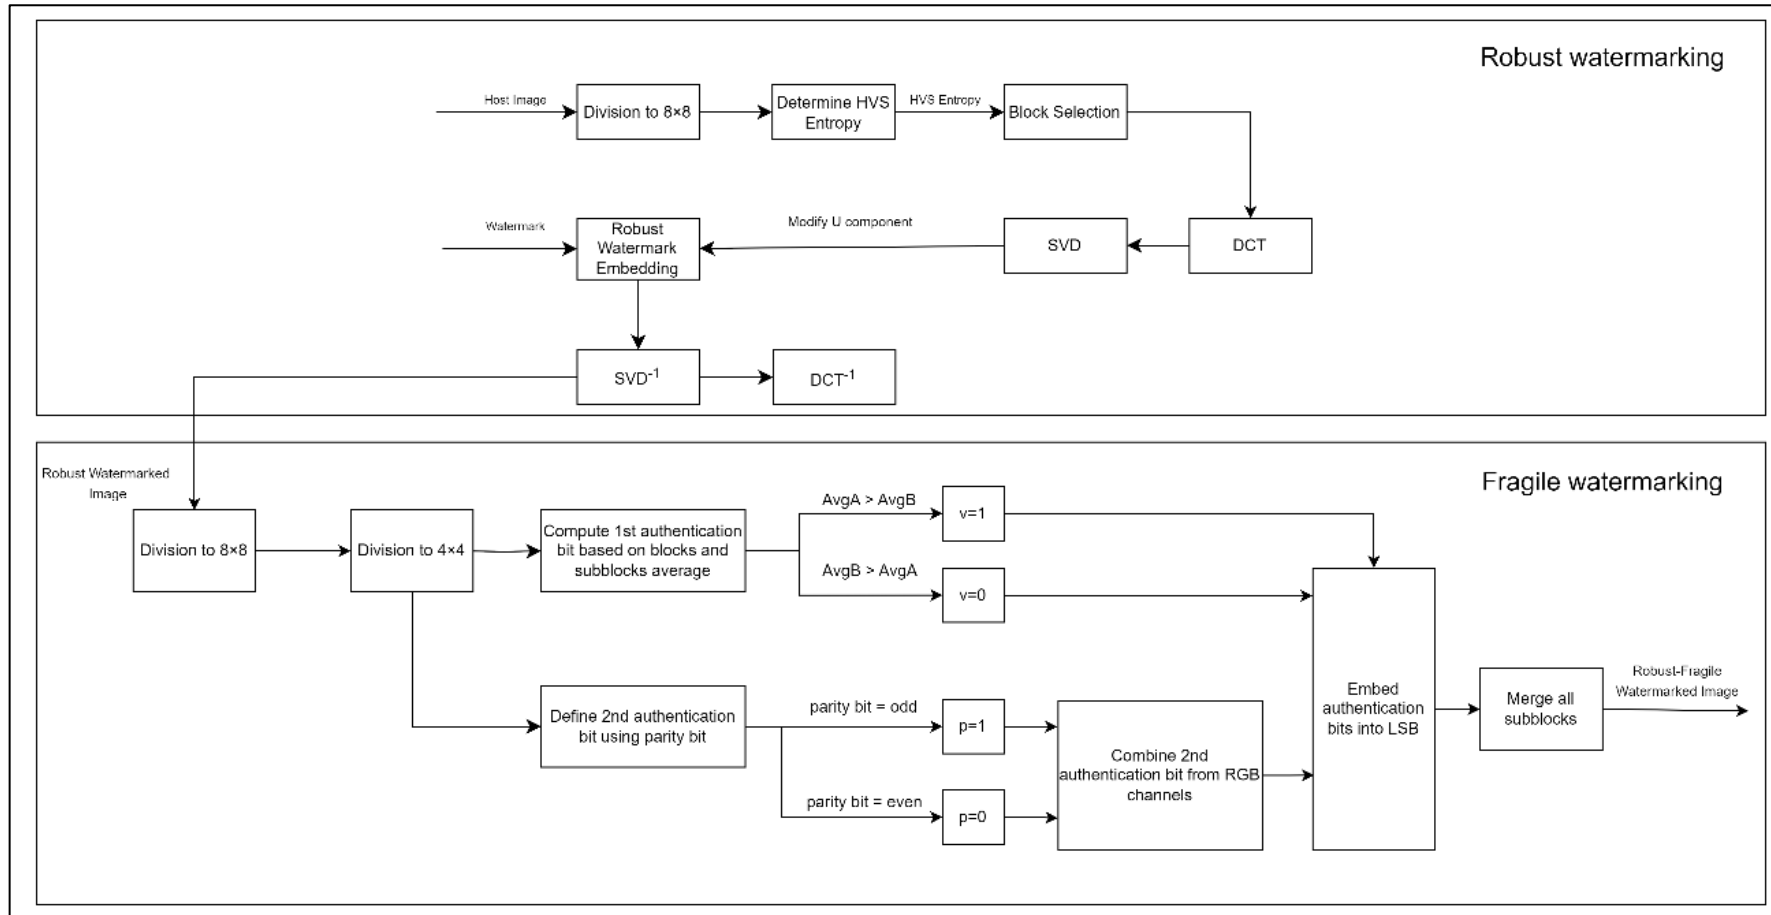 Robust watermarking
Host Image
Division to 8×8
Determine HVS
Entropy
HVS Entropy
Block Selection
Watermark
Robust
Watermark
Embedding
Modify U component
SVD
DCT
SVD-1
DCT-1
Robust Watermarked
Image
Fragile watermarking
Division to 8×8
Division to 4×4
Compute 1st authentication
bit based on blocks and
subblocks average
AvgA > AvgB
v=1
AvgB > AvgA
v=0
Define 2nd authentication
bit using parity bit
parity bit = odd
p=1
parity bit = even
p=0
Combine 2nd
authentication bit from RGB
channels
Embed
authentication
bits into LSB
Merge all
subblocks
Robust-Fragile
Watermarked Image